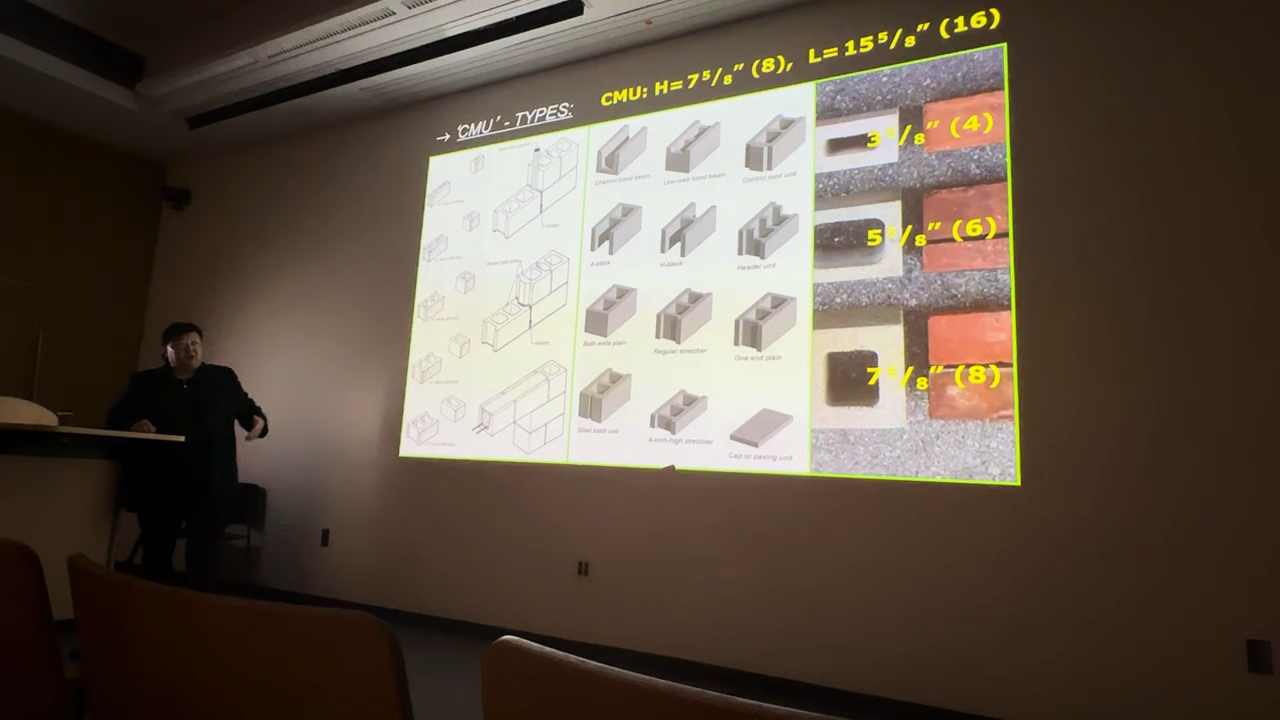 CMU: H=7⁵/₈” (8), L=15⁵/₈” (16)
→ ‘CMU’ - TYPES:
Channel bond beam
Low-web bond beam
Control joint unit
A-block
H-block
Header unit
Both ends plain
Regular stretcher
One end plain
Steel sash unit
4-inch-high stretcher
Cap or paving unit
3⁵/₈” (4)
5⁵/₈” (6)
7⁵/₈” (8)